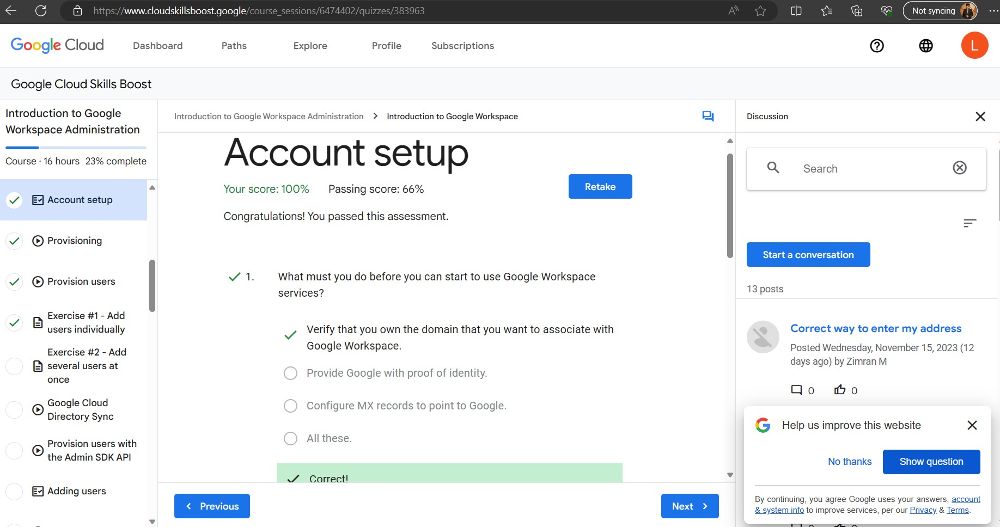 https://www.cloudskillsboost.google/course_sessions/6474402/quizzes/383963
Not syncing
Google Cloud
Dashboard
Paths
Explore
Profile
Subscriptions
L
Google Cloud Skills Boost
Introduction to Google
Workspace Administration
Course · 16 hours 23% complete
Account setup
Provisioning
Provision users
Exercise #1 - Add
users individually
Exercise #2 - Add
several users at
once
Google Cloud
Directory Sync
Provision users with
the Admin SDK API
Adding users
Introduction to Google Workspace Administration > Introduction to Google Workspace
Account setup
Your score: 100% Passing score: 66%
Retake
Congratulations! You passed this assessment.
1. What must you do before you can start to use Google Workspace
services?
Verify that you own the domain that you want to associate with
Google Workspace.
Provide Google with proof of identity.
Configure MX records to point to Google.
All these.
Correct!
Previous
Next
Discussion
Search
Start a conversation
13 posts
Correct way to enter my address
Posted Wednesday, November 15, 2023 (12
days ago) by Zimran M
0 0
Help us improve this website
No thanks
Show question
By continuing, you agree Google uses your answers, account
& system info to improve services, per our Privacy & Terms.